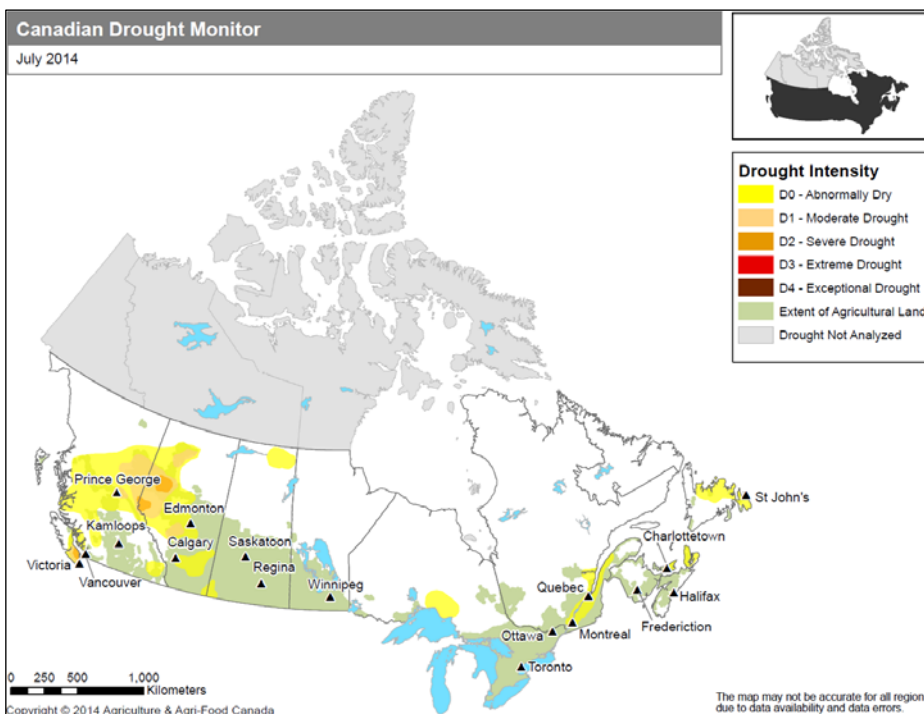 Canadian Drought Monitor
July 2014
Drought Intensity
D0 - Abnormally Dry
D1 - Moderate Drought
D2 - Severe Drought
D3 - Extreme Drought
D4 - Exceptional Drought
Extent of Agricultural Land
Drought Not Analyzed
Prince George
Edmonton
Kamloops
Saskatoon
Calgary
Regina
Victoria
Vancouver
Winnipeg
St John's
Charlottetown
Quebec
Halifax
Frederiction
Ottawa
Montreal
Toronto
0 250 500 1,000
Kilometers
Copyright © 2014 Agriculture & Agri-Food Canada
The map may not be accurate for all region
due to data availability and data errors.